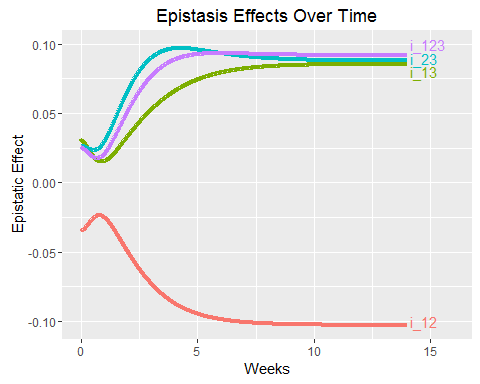 Epistasis Effects Over Time
0.10
0.05
0.00
-0.05
-0.10
Epistatic Effect
i_123
i_23
i_13
i_12
0 5 10 15
Weeks